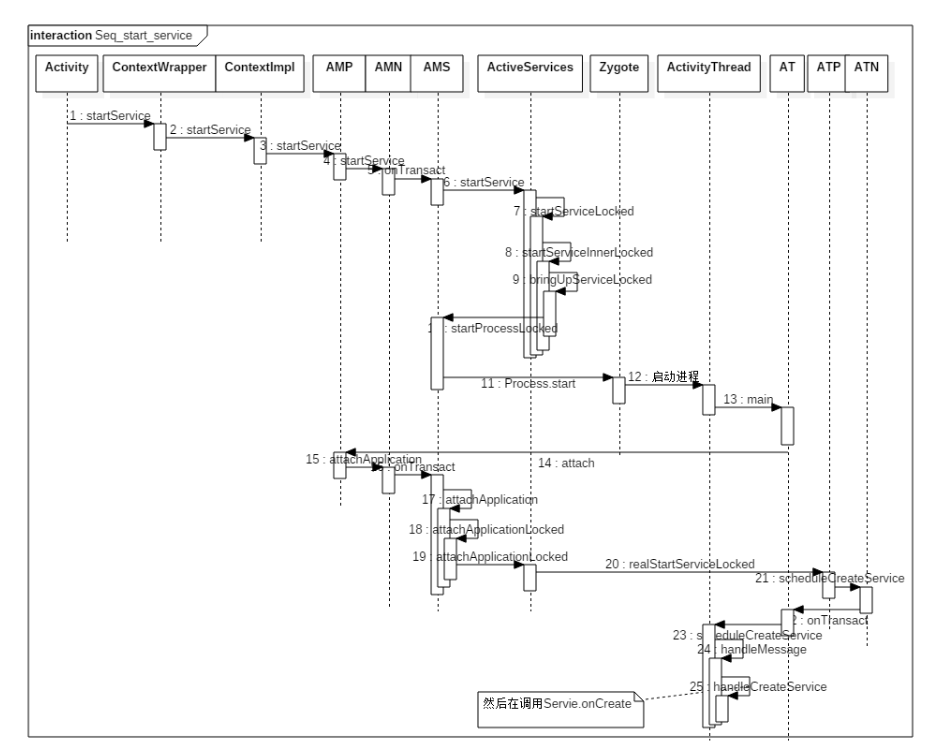 interaction Seq_start_service
Activity
ContextWrapper
ContextImpl
AMP
AMN
AMS
ActiveServices
Zygote
ActivityThread
AT
ATP
ATN
1 : startService
2 : startService
3 : startService
4 : startService
: onTransact
6 : startService
7 : startServiceLocked
8 : startServiceInnerLocked
9 : bringUpServiceLocked
: startProcessLocked
11 : Process.start
12 : 启动进程
13 : main
14 : attach
15 : attachApplication
: onTransact
17 : attachApplication
18 : attachApplicationLocked
19 : attachApplicationLocked
20 : realStartServiceLocked
21 : scheduleCreateService
: onTransact
23 : scheduleCreateService
24 : handleMessage
25 : handleCreateService
然后在调用Servie.onCreate